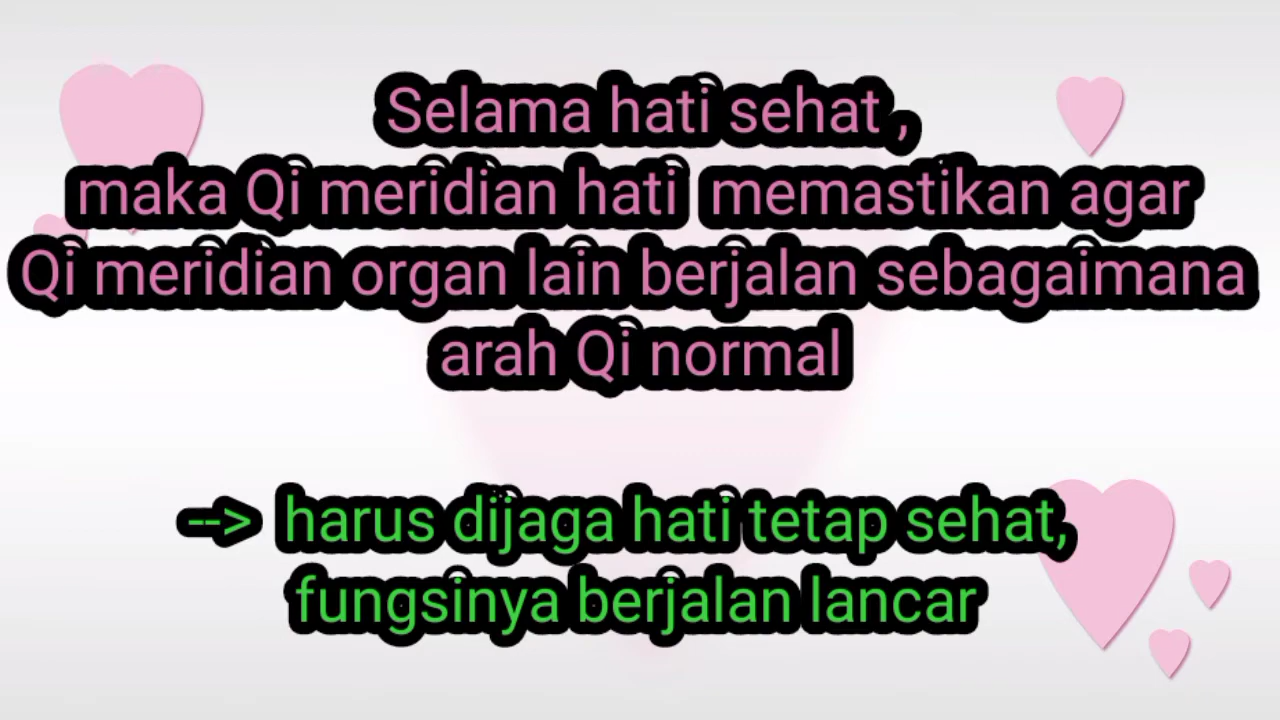 Selama hati sehat ,
maka Qi meridian hati memastikan agar
Qi meridian organ lain berjalan sebagaimana
arah Qi normal
--> harus dijaga hati tetap sehat,
fungsinya berjalan lancar